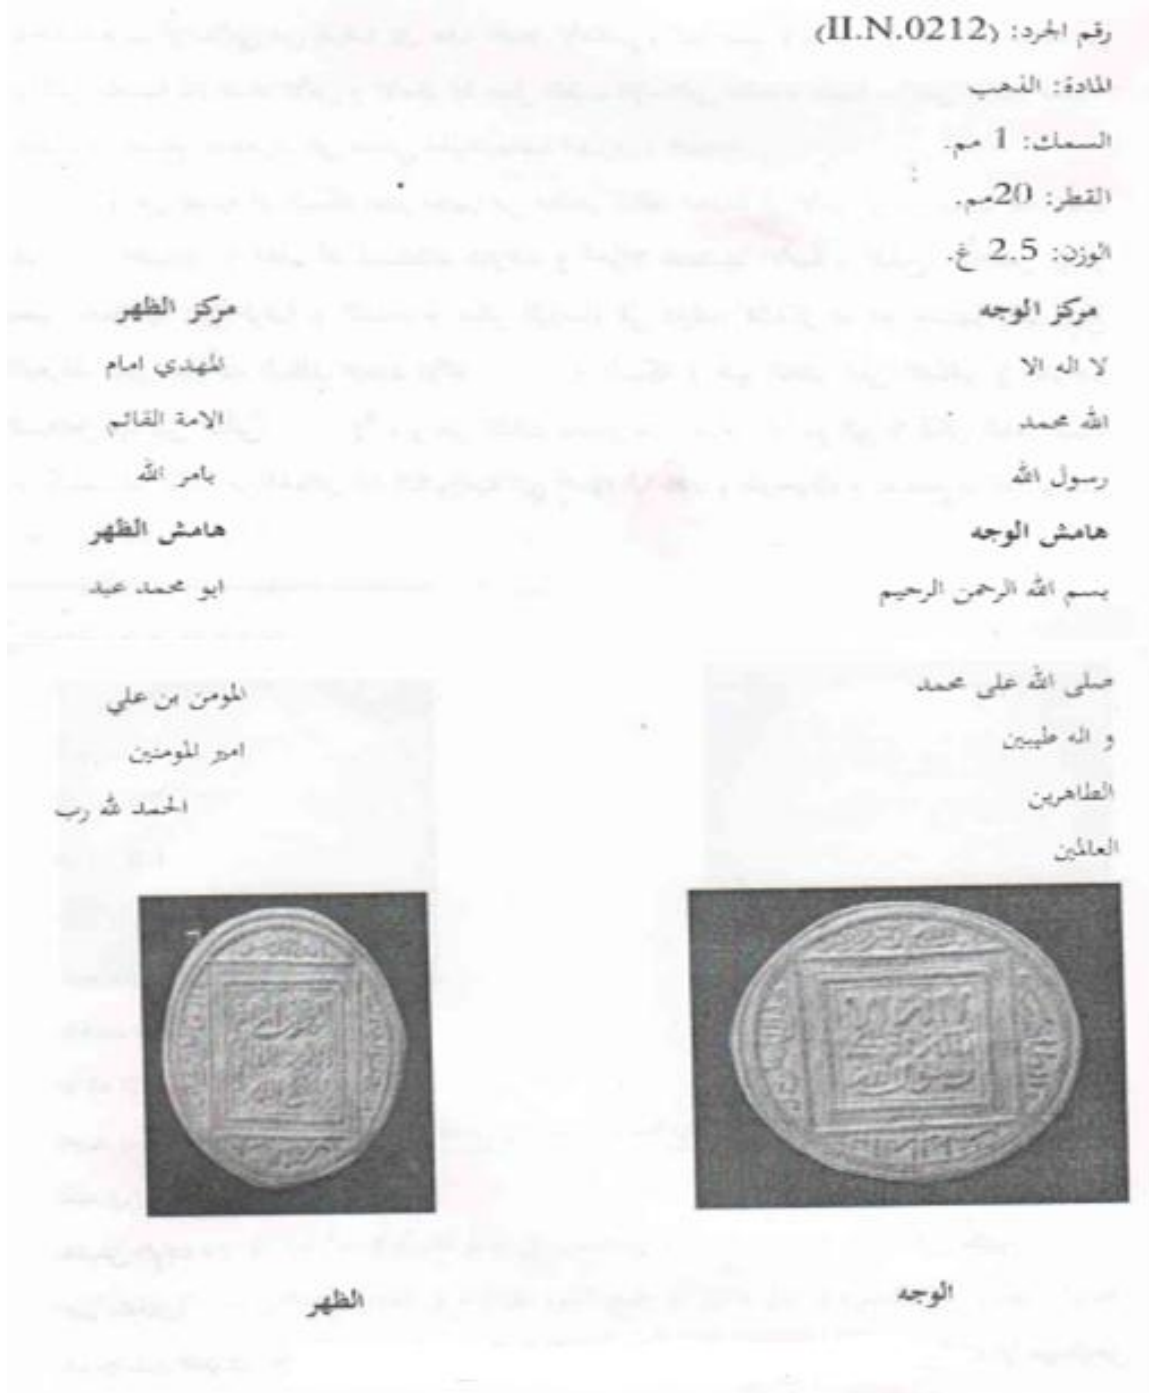 رقم الجرد: (II.N.0212)
المادة: الذهب
السمك: 1 مم.
القطر: 20مم.
الوزن: 2.5 غ.
مركز الوجه
مركز الظهر
لا اله الا
المهدي امام
الله محمد
الامة القائم
رسول الله
بامر الله
هامش الوجه
هامش الظهر
بسم الله الرحمن الرحيم
ابو محمد عبد
صلى الله على محمد
المومن بن علي
و اله طيبين
امير المومنين
الطاهرين
الحمد لله رب
العالمين
الوجه
الظهر